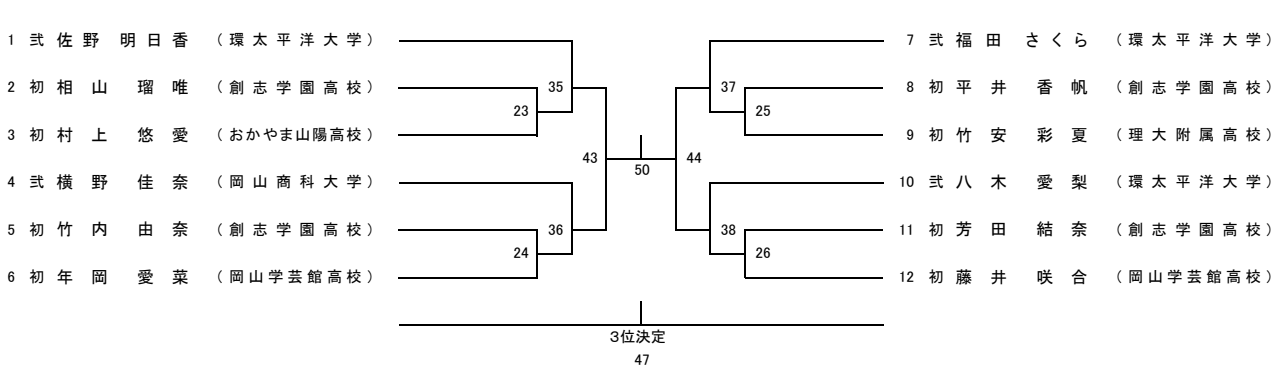 1 弐 佐野 明日香 （環太平洋大学） 7 弐 福田 さくら （環太平洋大学）
2 初 相山 瑠唯 （創志学園高校） 35 37 8 初 平井 香帆 （創志学園高校）
23 25
3 初 村上 悠愛 （おかやま山陽高校） 9 初 竹安 彩夏 （理大附属高校）
43 44
50
4 弐 横野 佳奈 （岡山商科大学） 10 弐 八木 愛梨 （環太平洋大学）
5 初 竹内 由奈 （創志学園高校） 36 38 11 初 芳田 結奈 （創志学園高校）
24 26
6 初 年岡 愛菜 （岡山学芸館高校） 12 初 藤井 咲合 （岡山学芸館高校）
３位決定
47